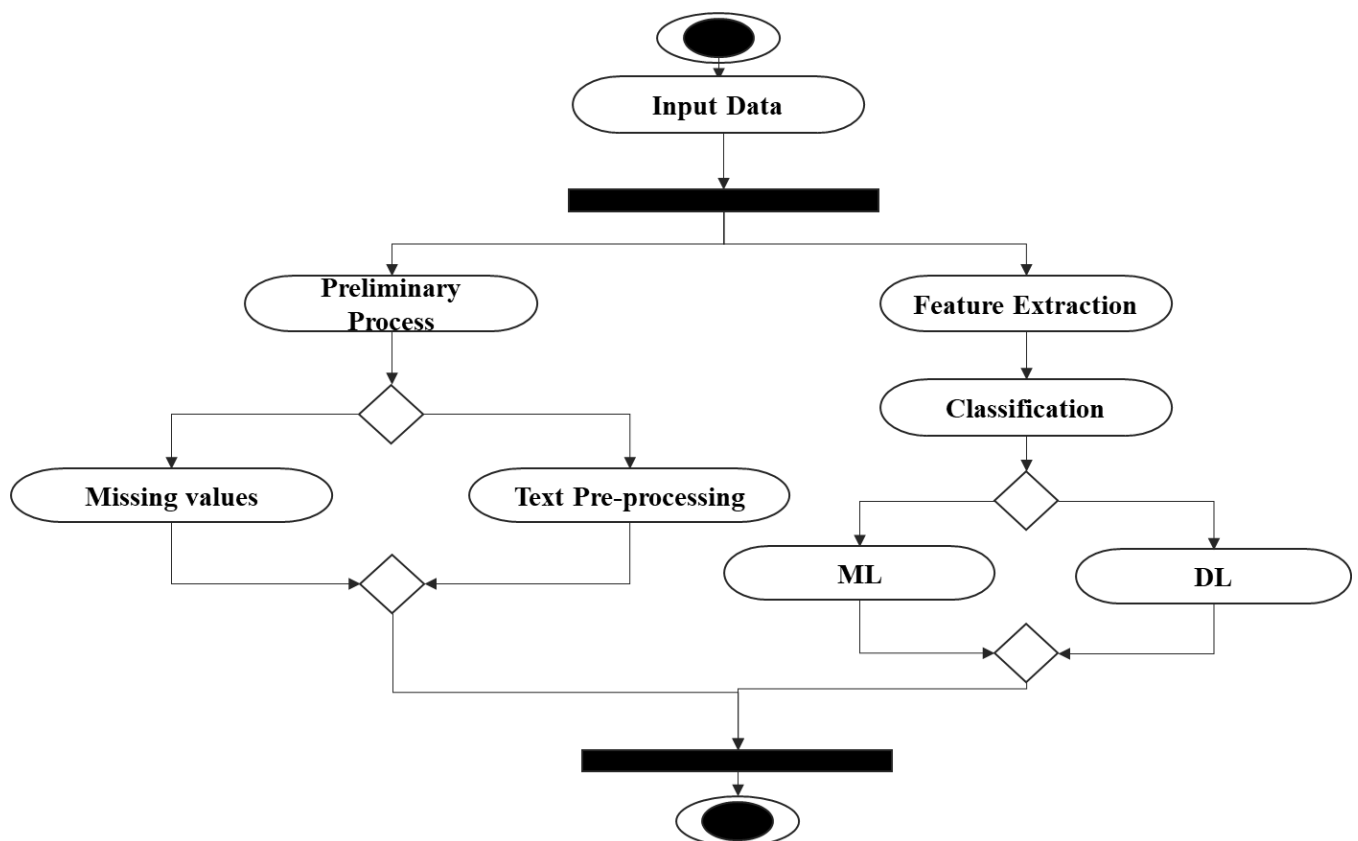 Input Data
Preliminary
Process
Feature Extraction
Classification
Missing values
Text Pre-processing
ML
DL